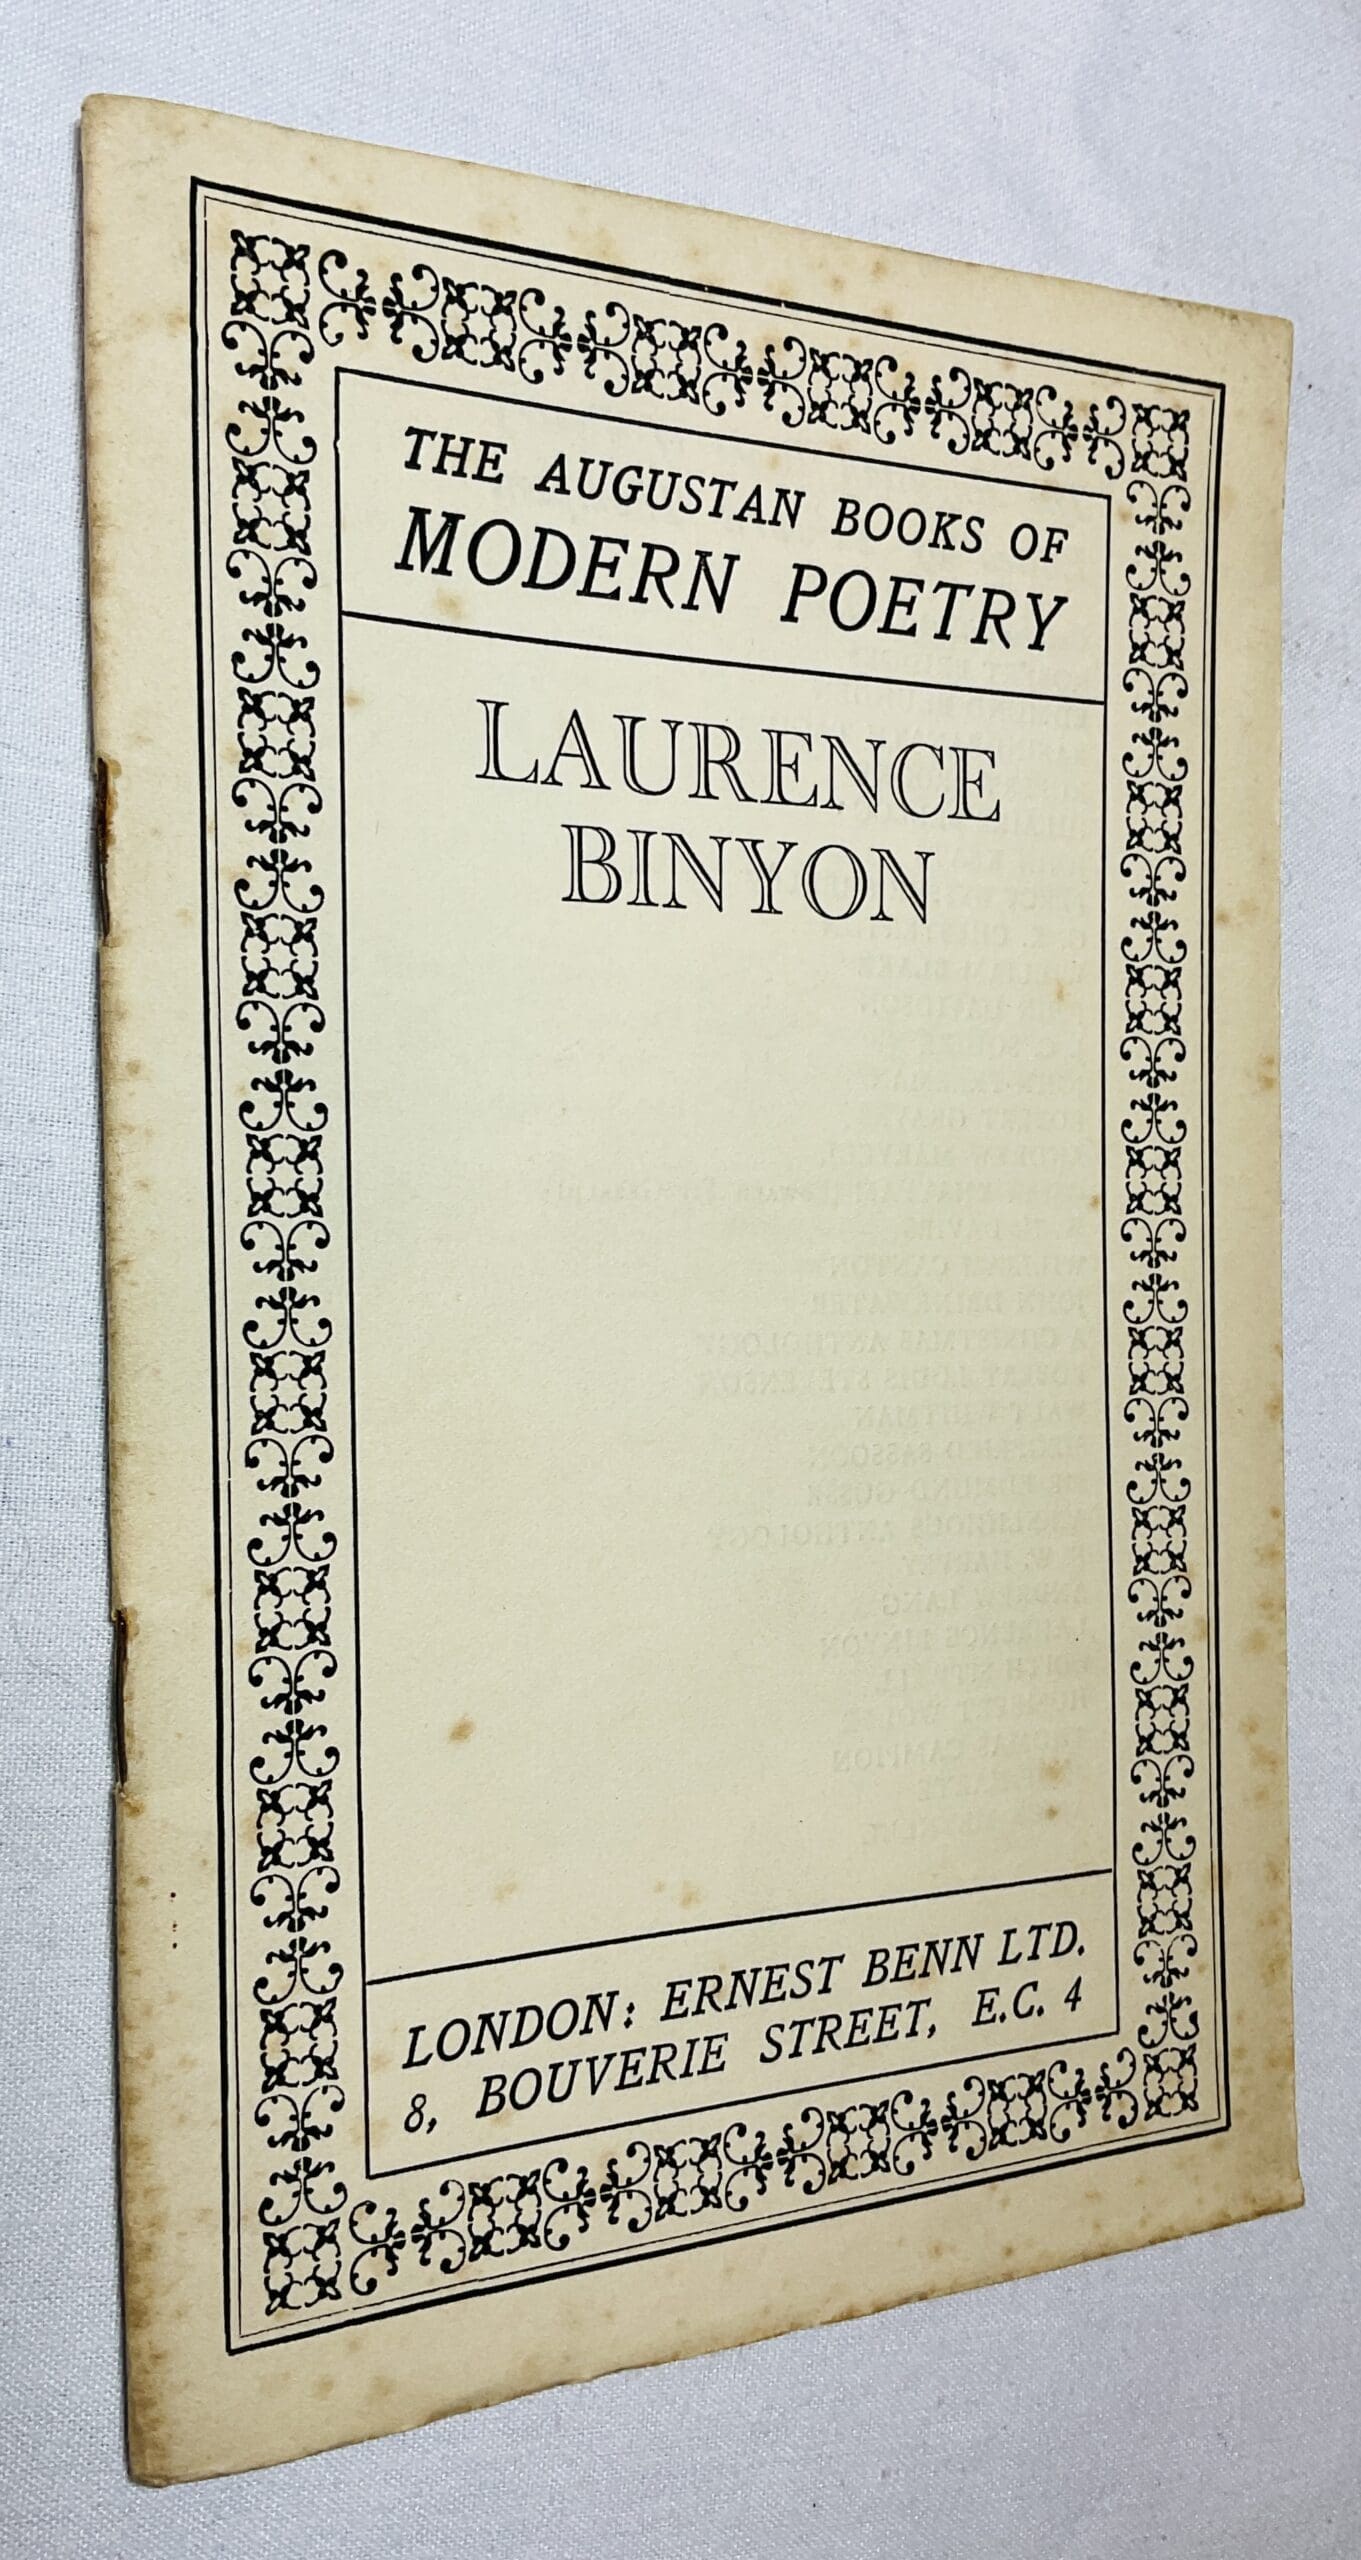 THE AUGUSTAN BOOKS OF
MODERN POETRY
LAURENCE
BINYON
LONDON: ERNEST BENN LTD.
8, BOUVERIE STREET, E.C. 4